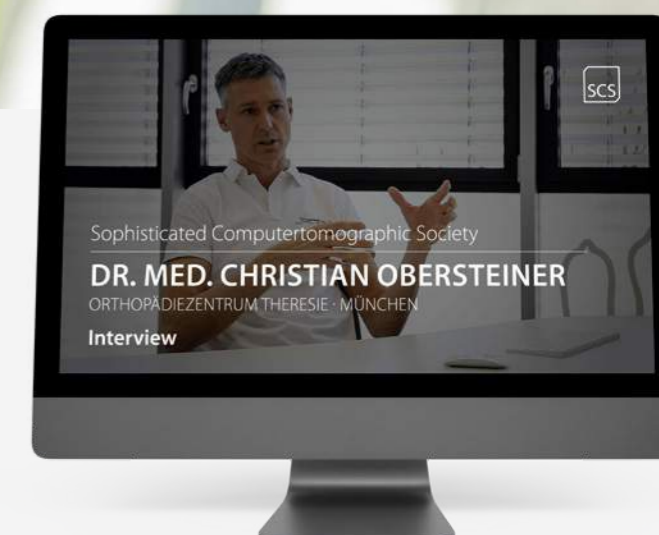 SCS
Sophisticated Computertomographic Society
DR. MED. CHRISTIAN OBERSTEINER
ORTHOPÄDIEZENTRUM THERESIE · MÜNCHEN
Interview